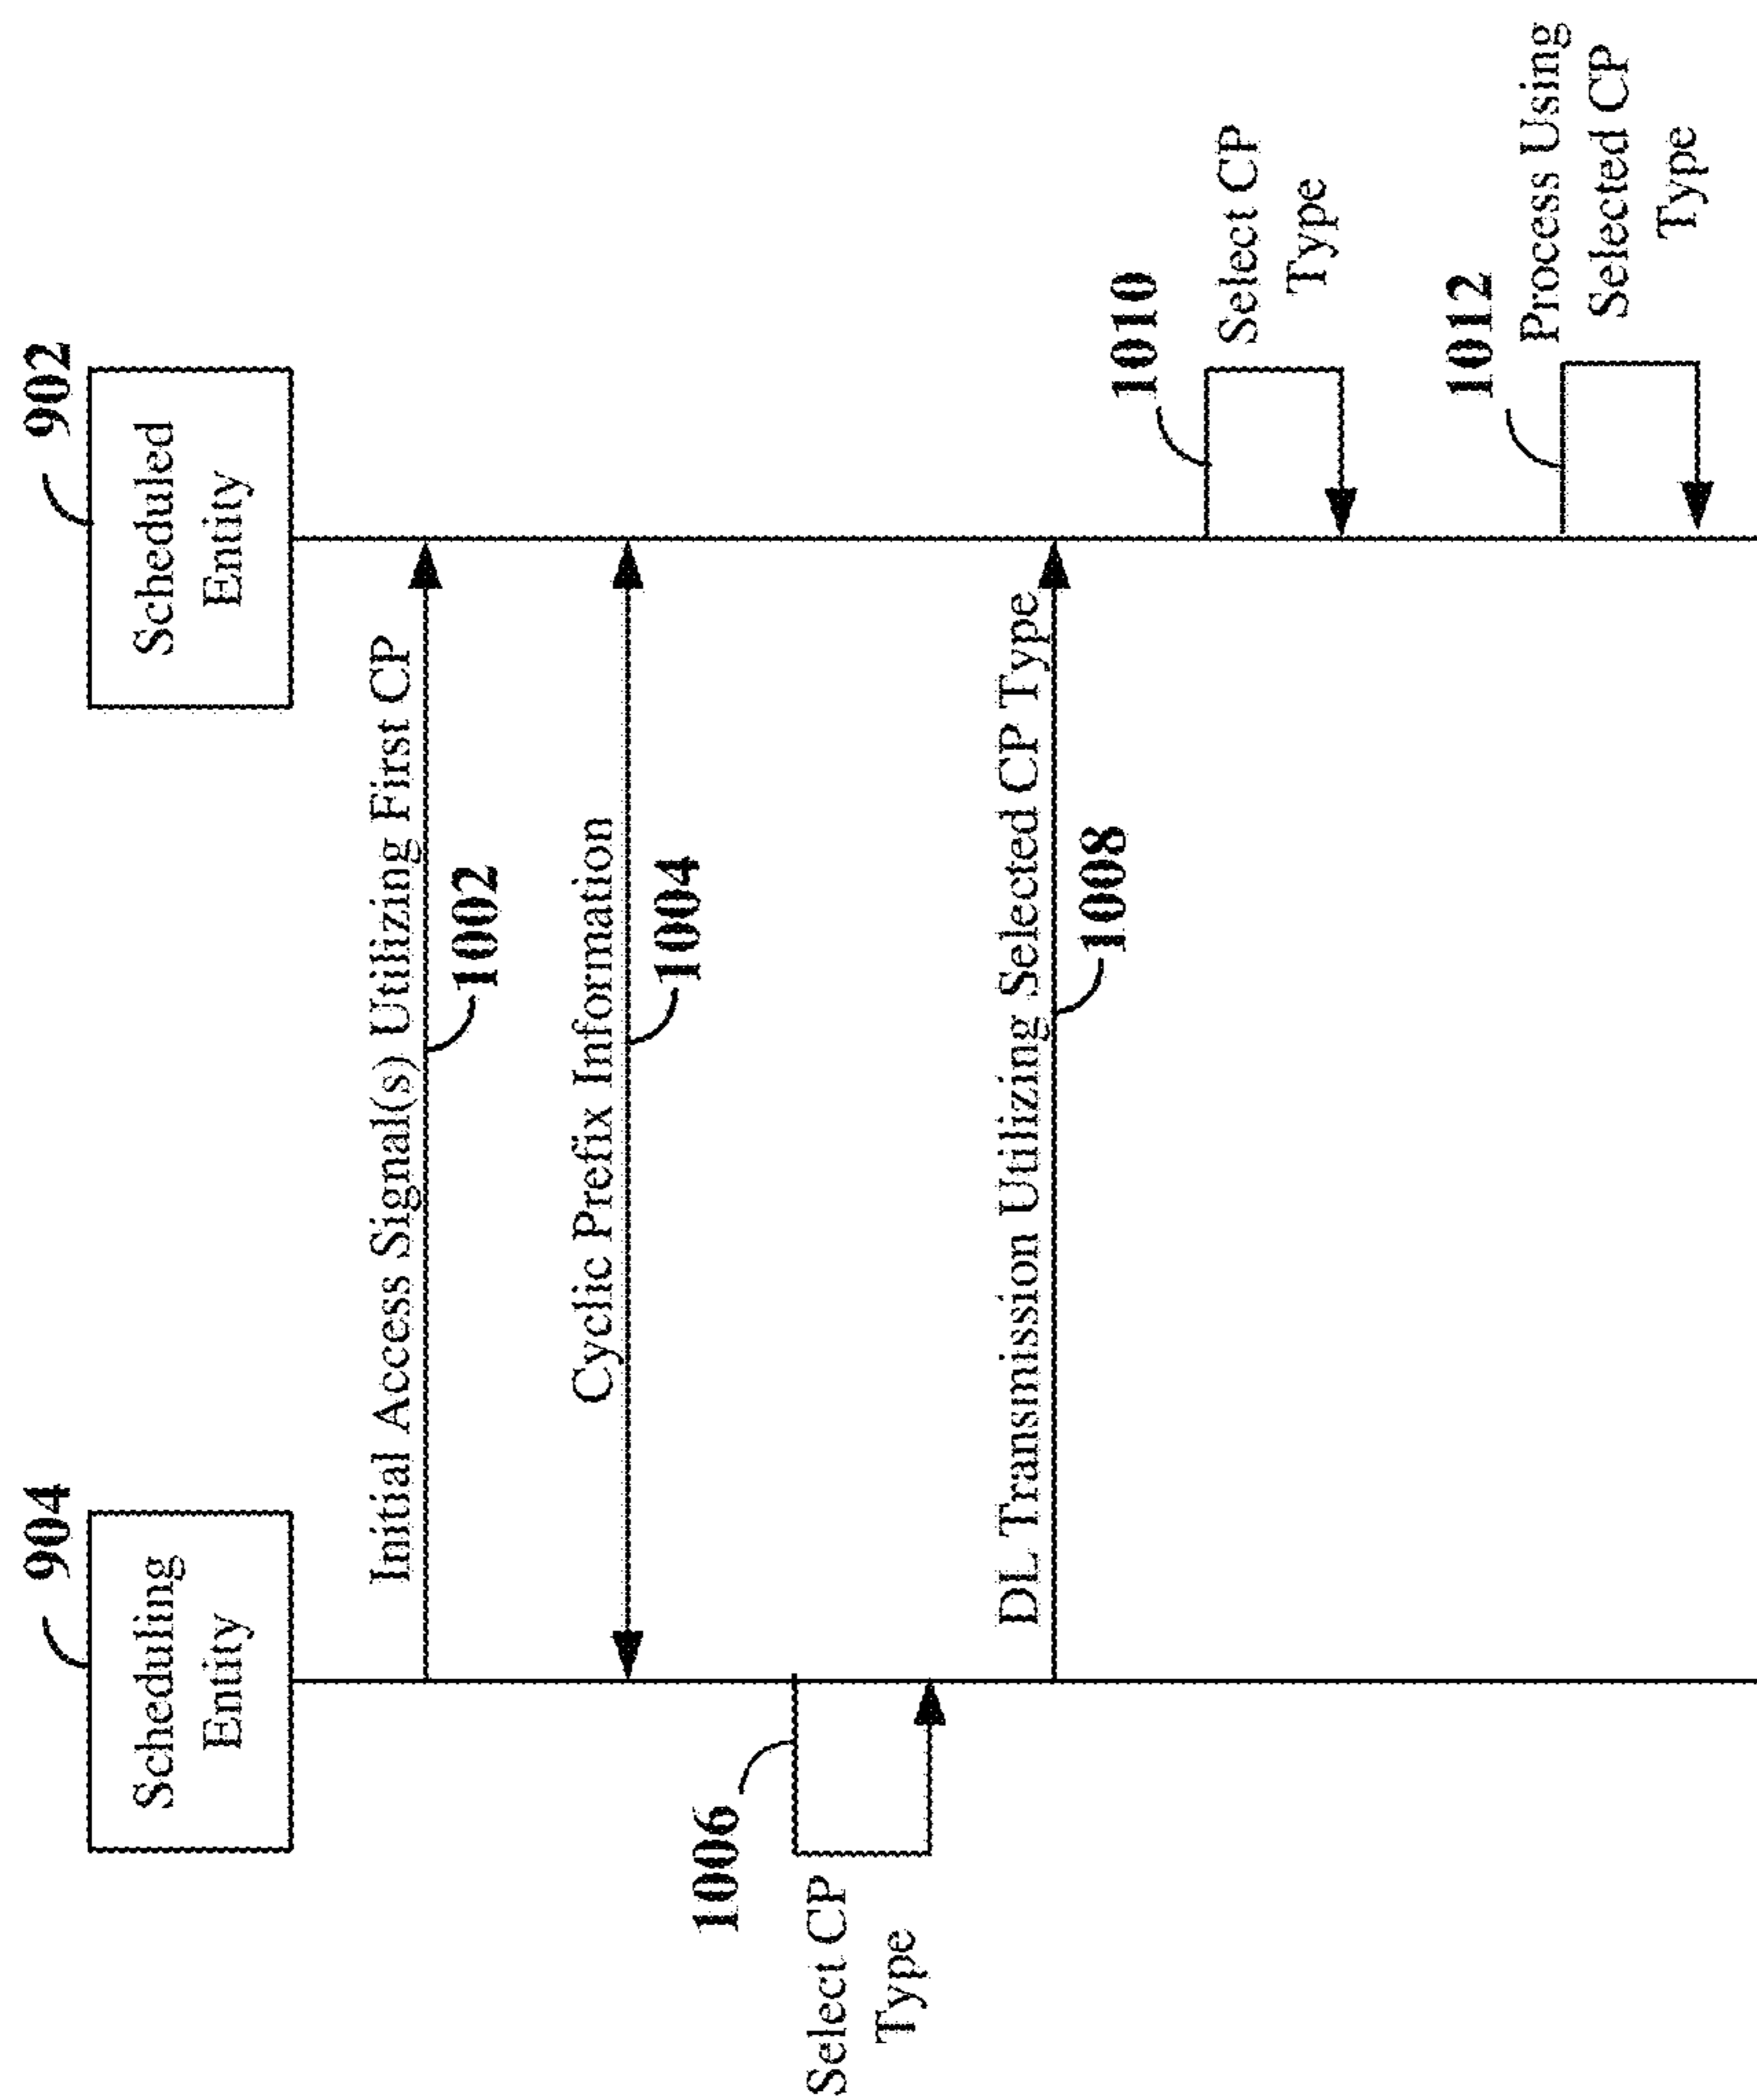 904
Scheduling
Entity
902
Scheduled
Entity
Initial Access Signal(s) Utilizing First CP
1002
Cyclic Prefix Information
1004
1006
Select CP
Type
DL Transmission Utilizing Selected CP Type
1008
1010
Select CP
Type
1012
Process Using
Selected CP
Type